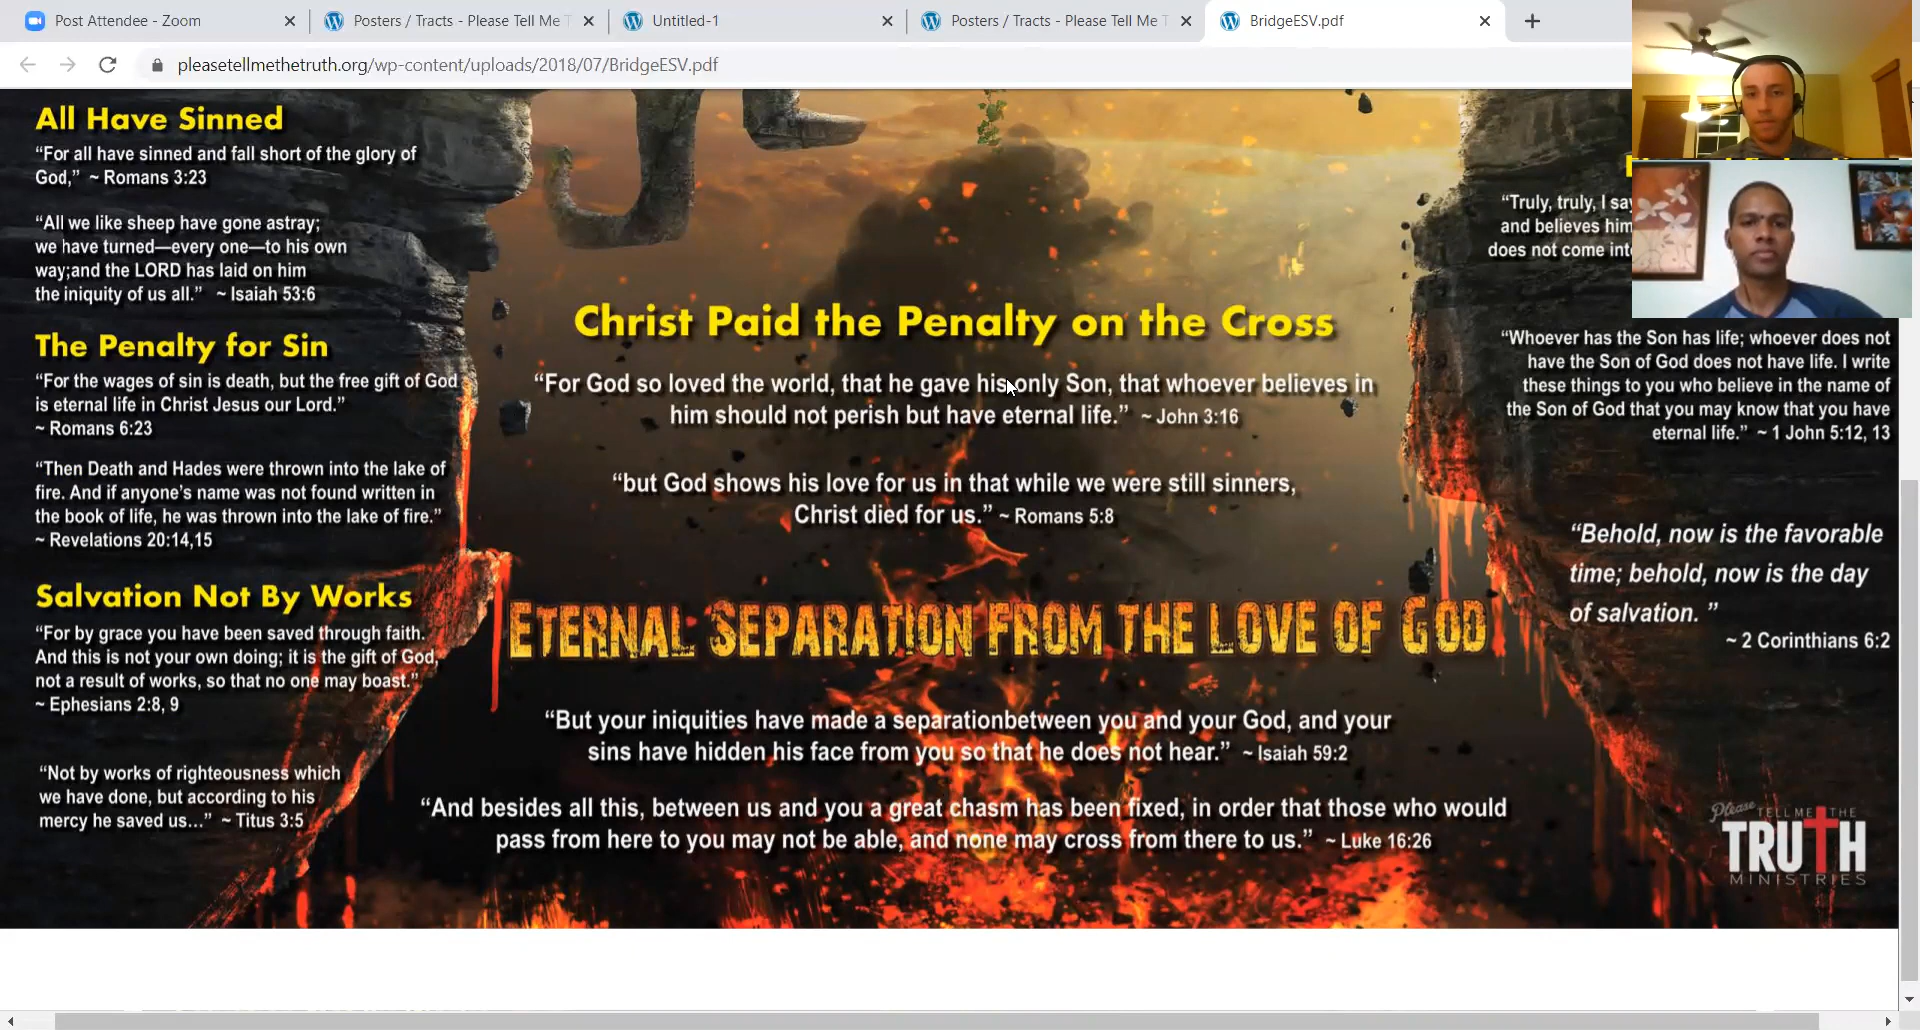 Post Attendee - Zoom
Posters / Tracts - Please Tell Me T
Untitled-1
Posters / Tracts - Please Tell Me T
BridgeESV.pdf
pleasetellmethetruth.org/wp-content/uploads/2018/07/BridgeESV.pdf
All Have Sinned
“For all have sinned and fall short of the glory of
God,” ~ Romans 3:23
“All we like sheep have gone astray;
we have turned—every one—to his own
way;and the LORD has laid on him
the iniquity of us all.” ~ Isaiah 53:6
The Penalty for Sin
“For the wages of sin is death, but the free gift of God
is eternal life in Christ Jesus our Lord.”
~ Romans 6:23
“Then Death and Hades were thrown into the lake of
fire. And if anyone’s name was not found written in
the book of life, he was thrown into the lake of fire.”
~ Revelations 20:14,15
Salvation Not By Works
“For by grace you have been saved through faith.
And this is not your own doing; it is the gift of God,
not a result of works, so that no one may boast.”
~ Ephesians 2:8, 9
“Not by works of righteousness which
we have done, but according to his
mercy he saved us...” ~ Titus 3:5
Christ Paid the Penalty on the Cross
“For God so loved the world, that he gave his only Son, that whoever believes in
him should not perish but have eternal life.” ~ John 3:16
“but God shows his love for us in that while we were still sinners,
Christ died for us.” ~ Romans 5:8
ETERNAL SEPARATION FROM THE LOVE OF GOD
“But your iniquities have made a separationbetween you and your God, and your
sins have hidden his face from you so that he does not hear.” ~ Isaiah 59:2
“And besides all this, between us and you a great chasm has been fixed, in order that those who would
pass from here to you may not be able, and none may cross from there to us.” ~ Luke 16:26
“Truly, truly, I say
and believes him
does not come into
“Whoever has the Son has life; whoever does not
have the Son of God does not have life. I write
these things to you who believe in the name of
the Son of God that you may know that you have
eternal life.” ~ 1 John 5:12, 13
“Behold, now is the favorable
time; behold, now is the day
of salvation. ”
~ 2 Corinthians 6:2
Please TELL ME THE
TRUTH
MINISTRIES